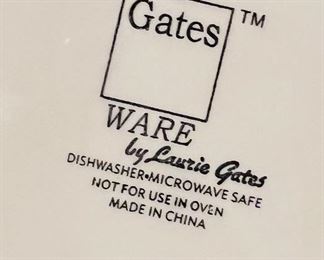 Gates TM
WARE
by Laurie Gates
DISHWASHER•MICROWAVE SAFE
NOT FOR USE IN OVEN
MADE IN CHINA